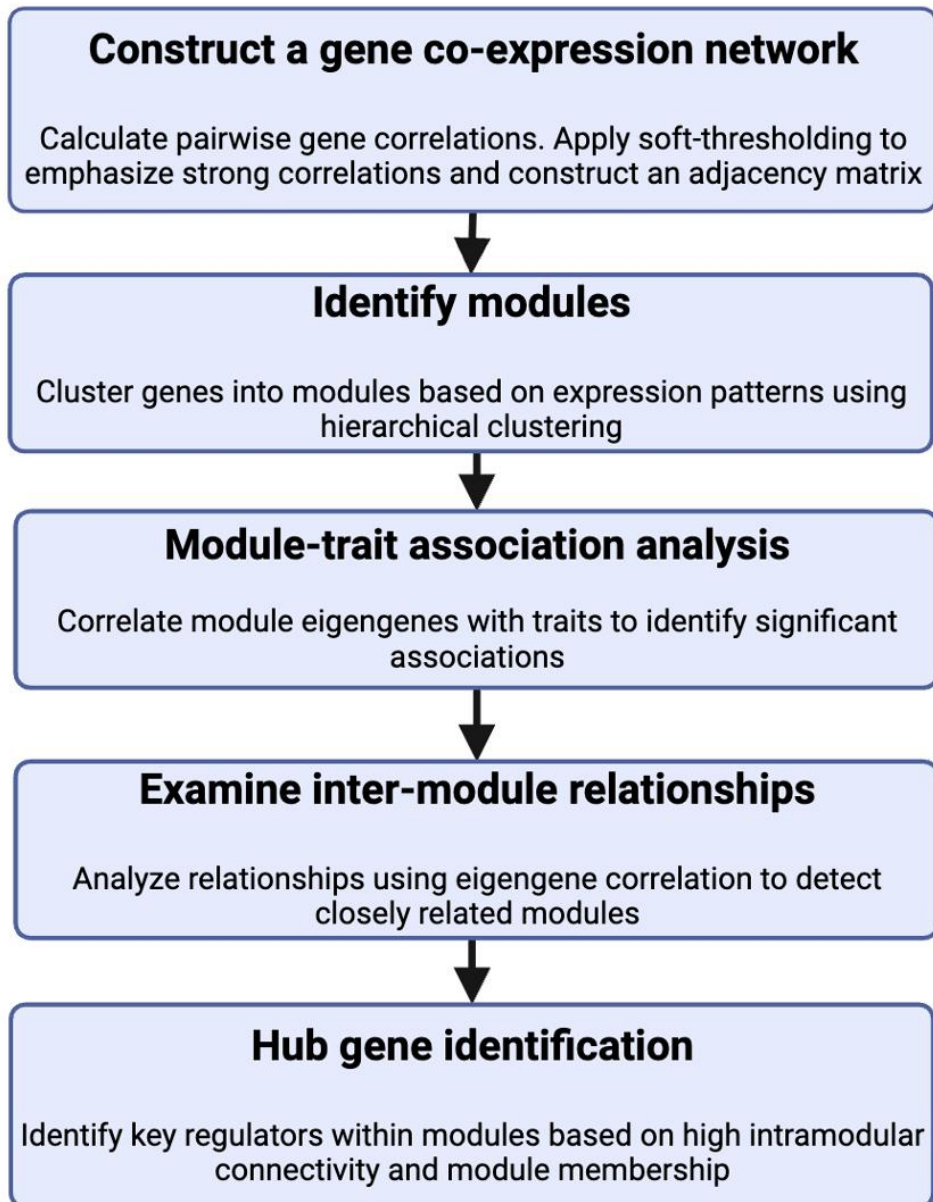 Construct a gene co-expression network
Calculate pairwise gene correlations. Apply soft-thresholding to
emphasize strong correlations and construct an adjacency matrix
Identify modules
Cluster genes into modules based on expression patterns using
hierarchical clustering
Module-trait association analysis
Correlate module eigengenes with traits to identify significant
associations
Examine inter-module relationships
Analyze relationships using eigengene correlation to detect
closely related modules
Hub gene identification
Identify key regulators within modules based on high intramodular
connectivity and module membership